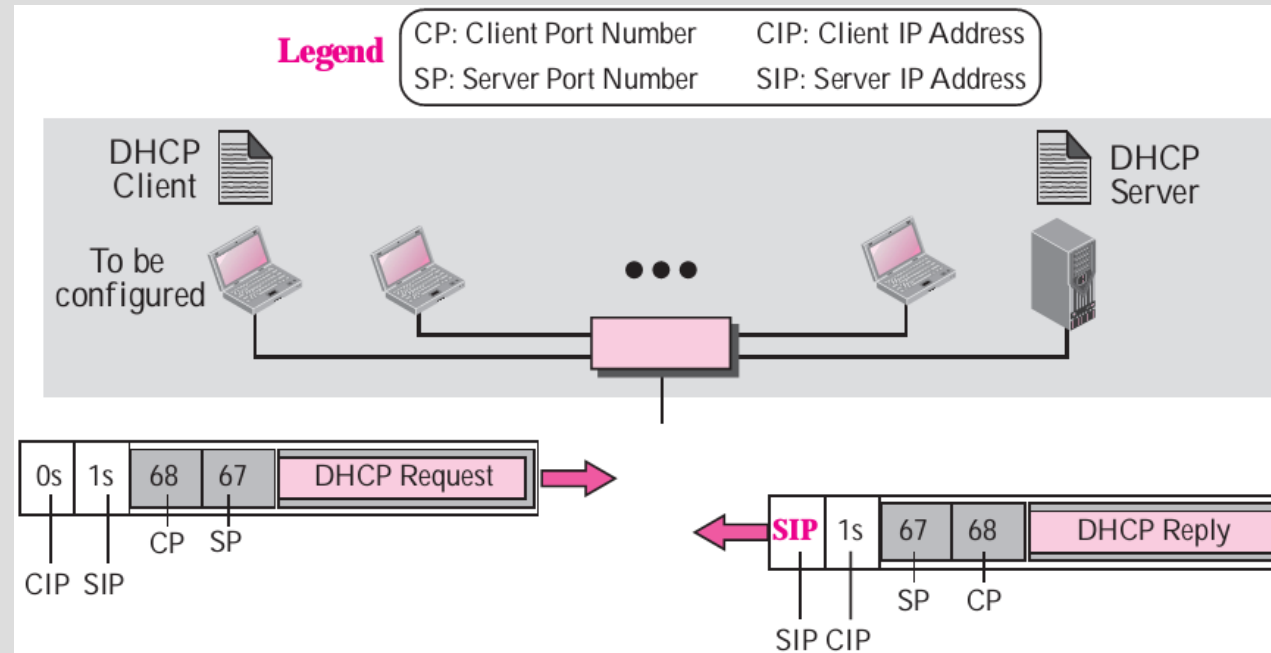 Legend
CP: Client Port Number CIP: Client IP Address
SP: Server Port Number SIP: Server IP Address
DHCP
Client
DHCP
Server
To be
configured
0s 1s 68 67 DHCP Request
CP SP
CIP SIP
SIP 1s 67 68 DHCP Reply
SP CP
SIP CIP